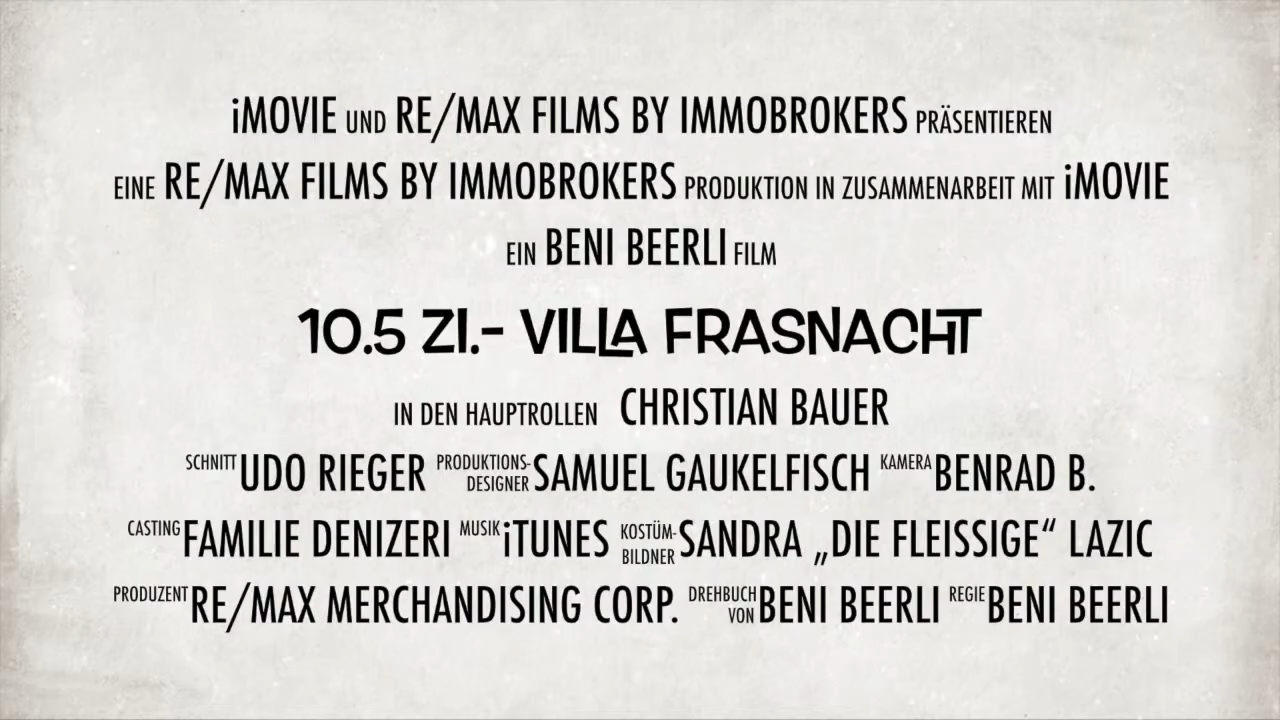 iMOVIE UND RE/MAX FILMS BY IMMOBROKERS PRÄSENTIEREN
EINE RE/MAX FILMS BY IMMOBROKERS PRODUKTION IN ZUSAMMENARBEIT MIT iMOVIE
EIN BENI BEERLI FILM
10.5 ZI.- VILLA FRASNACHT
IN DEN HAUPTROLLEN CHRISTIAN BAUER
SCHNITT UDO RIEGER PRODUKTIONS-DESIGNER SAMUEL GAUKELFISCH KAMERA BENRAD B.
CASTING FAMILIE DENIZERI MUSIK iTUNES KOSTÜM-BILDNER SANDRA „DIE FLEISSIGE“ LAZIC
PRODUZENT RE/MAX MERCHANDISING CORP. DREHBUCH VON BENI BEERLI REGIE BENI BEERLI